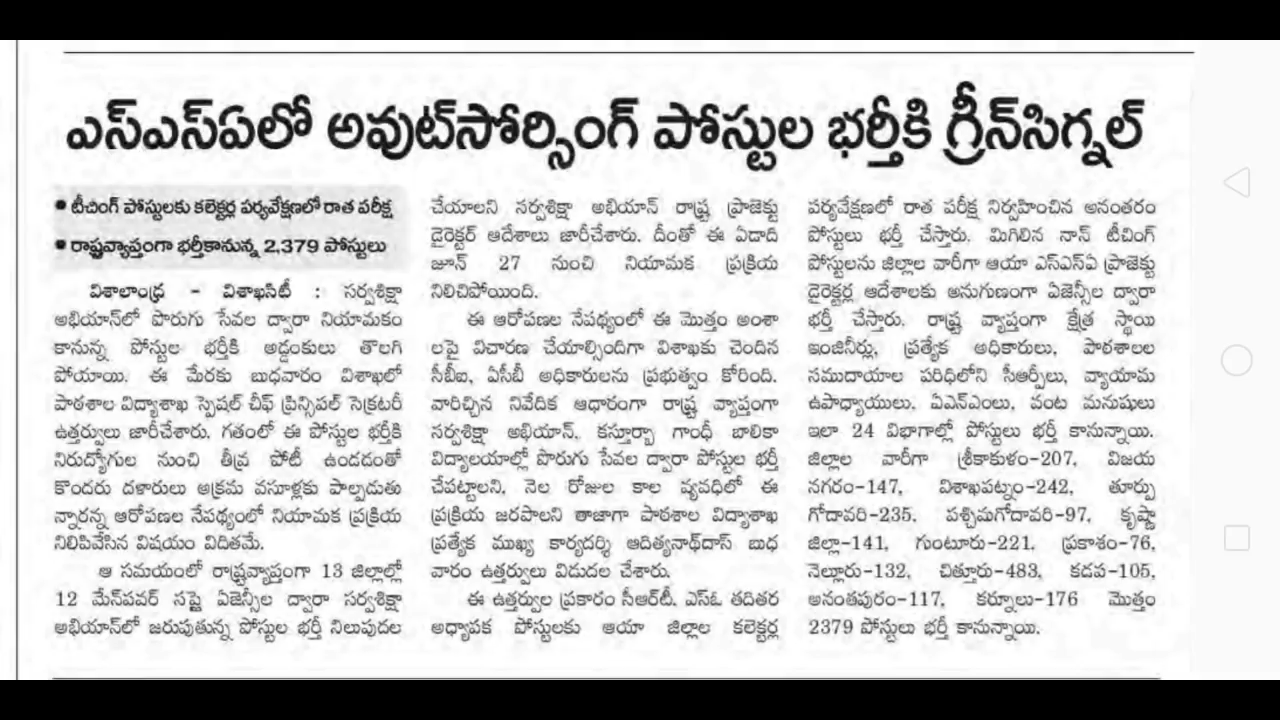 ఎస్ఎస్ఏలో అవుట్‌సోర్సింగ్ పోస్టుల భర్తీకి గ్రీన్‌సిగ్నల్
• టీచింగ్ పోస్టులకు కలెక్టర్ల పర్యవేక్షణలో రాత పరీక్ష
• రాష్ట్రవ్యాప్తంగా భర్తీకానున్న 2,379 పోస్టులు
విశాలాంధ్ర - విశాఖసిటీ : సర్వశిక్షా
అభియాన్‌లో పొరుగు సేవల ద్వారా నియామకం
కానున్న పోస్టుల భర్తీకి అడ్డంకులు తొలగి
పోయాయి. ఈ మేరకు బుధవారం విశాఖలో
పాఠశాల విద్యాశాఖ స్పెషల్ చీఫ్ ప్రిన్సిపల్ సెక్రటరీ
ఉత్తర్వులు జారీచేశారు. గతంలో ఈ పోస్టుల భర్తీకి
నిరుద్యోగుల నుంచి తీవ్ర పోటీ ఉండడంతో
కొందరు దళారులు అక్రమ వసూళ్లకు పాల్పడుతు
న్నారన్న ఆరోపణల నేపథ్యంలో నియామక ప్రక్రియ
నిలిపివేసిన విషయం విదితమే.
ఆ సమయంలో రాష్ట్రవ్యాప్తంగా 13 జిల్లాల్లో
12 మేన్‌పవర్ సప్లై ఏజెన్సీల ద్వారా సర్వశిక్షా
అభియాన్‌లో జరుపుతున్న పోస్టుల భర్తీ నిలుపుదల
చేయాలని సర్వశిక్షా అభియాన్ రాష్ట్ర ప్రాజెక్టు
డైరెక్టర్ ఆదేశాలు జారీచేశారు. దీంతో ఈ ఏడాది
జూన్ 27 నుంచి నియామక ప్రక్రియ
నిలిచిపోయింది.
ఈ ఆరోపణల నేపథ్యంలో ఈ మొత్తం అంశా
లపై విచారణ చేయాల్సిందిగా విశాఖకు చెందిన
సీబీఐ, ఏసీబీ అధికారులను ప్రభుత్వం కోరింది.
వారిచ్చిన నివేదిక ఆధారంగా రాష్ట్ర వ్యాప్తంగా
సర్వశిక్షా అభియాన్, కస్తూర్బా గాంధీ బాలికా
విద్యాలయాల్లో పొరుగు సేవల ద్వారా పోస్టుల భర్తీ
చేపట్టాలని, నెల రోజుల కాల వ్యవధిలో ఈ
ప్రక్రియ జరపాలని తాజాగా పాఠశాల విద్యాశాఖ
ప్రత్యేక ముఖ్య కార్యదర్శి ఆదిత్యనాథ్‌దాస్ బుధ
వారం ఉత్తర్వులు విడుదల చేశారు.
ఈ ఉత్తర్వుల ప్రకారం సీఆర్‌టీ, ఎస్ఓ తదితర
అధ్యాపక పోస్టులకు ఆయా జిల్లాల కలెక్టర్ల
పర్యవేక్షణలో రాత పరీక్ష నిర్వహించిన అనంతరం
పోస్టులు భర్తీ చేస్తారు. మిగిలిన నాన్ టీచింగ్
పోస్టులను జిల్లాల వారీగా ఆయా ఎస్ఎస్ఏ ప్రాజెక్టు
డైరెక్టర్ల ఆదేశాలకు అనుగుణంగా ఏజెన్సీల ద్వారా
భర్తీ చేస్తారు. రాష్ట్ర వ్యాప్తంగా క్షేత్ర స్థాయి
ఇంజినీర్లు, ప్రత్యేక అధికారులు, పాఠశాలల
సముదాయాల పరిధిలోని సీఆర్పీలు, వ్యాయామ
ఉపాధ్యాయులు, ఏఎన్ఎంలు, వంట మనుషులు
ఇలా 24 విభాగాల్లో పోస్టులు భర్తీ కానున్నాయి.
జిల్లాల వారీగా శ్రీకాకుళం-207, విజయ
నగరం-147, విశాఖపట్నం-242, తూర్పు
గోదావరి-235, పశ్చిమగోదావరి-97, కృష్ణా
జిల్లా-141, గుంటూరు-221, ప్రకాశం-76,
నెల్లూరు-132, చిత్తూరు-483, కడప-105,
అనంతపురం-117, కర్నూలు-176 మొత్తం
2379 పోస్టులు భర్తీ కానున్నాయి.